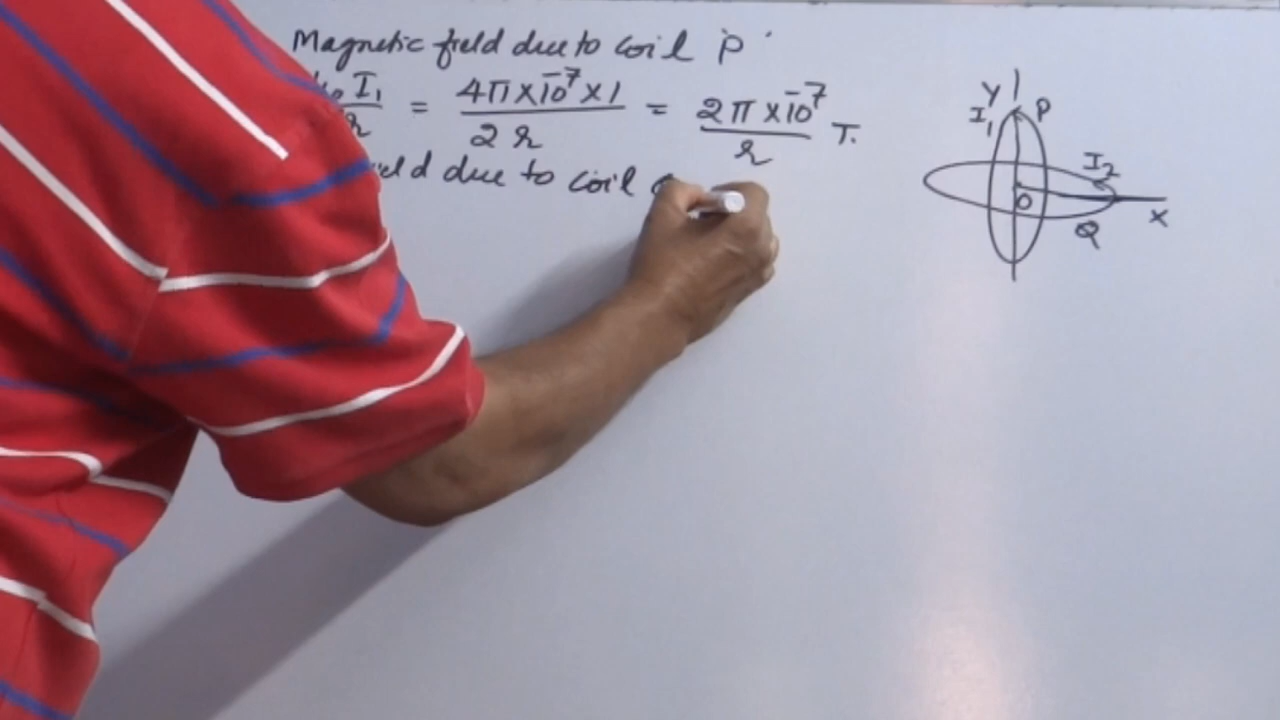 Magnetic field due to coil P
I₁ / r = 4π×10⁻⁷×1 / 2r = 2π×10⁻⁷ / r T.
due to coil
Y
I₁ P
I₂
O
X
Q